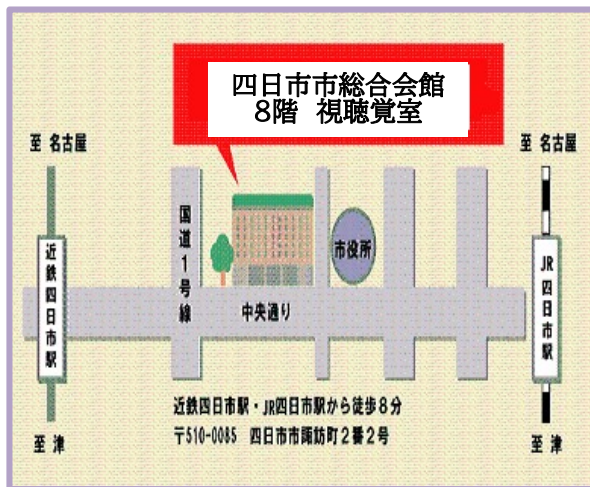 四日市市総合会館
8階 視聴覚室
至 名古屋
至 名古屋
国道1号線
市役所
近鉄四日市駅
JR四日市駅
中央通り
近鉄四日市駅・JR四日市駅から徒歩8分
〒510-0085 四日市市諏訪町2番2号
至 津
至 津